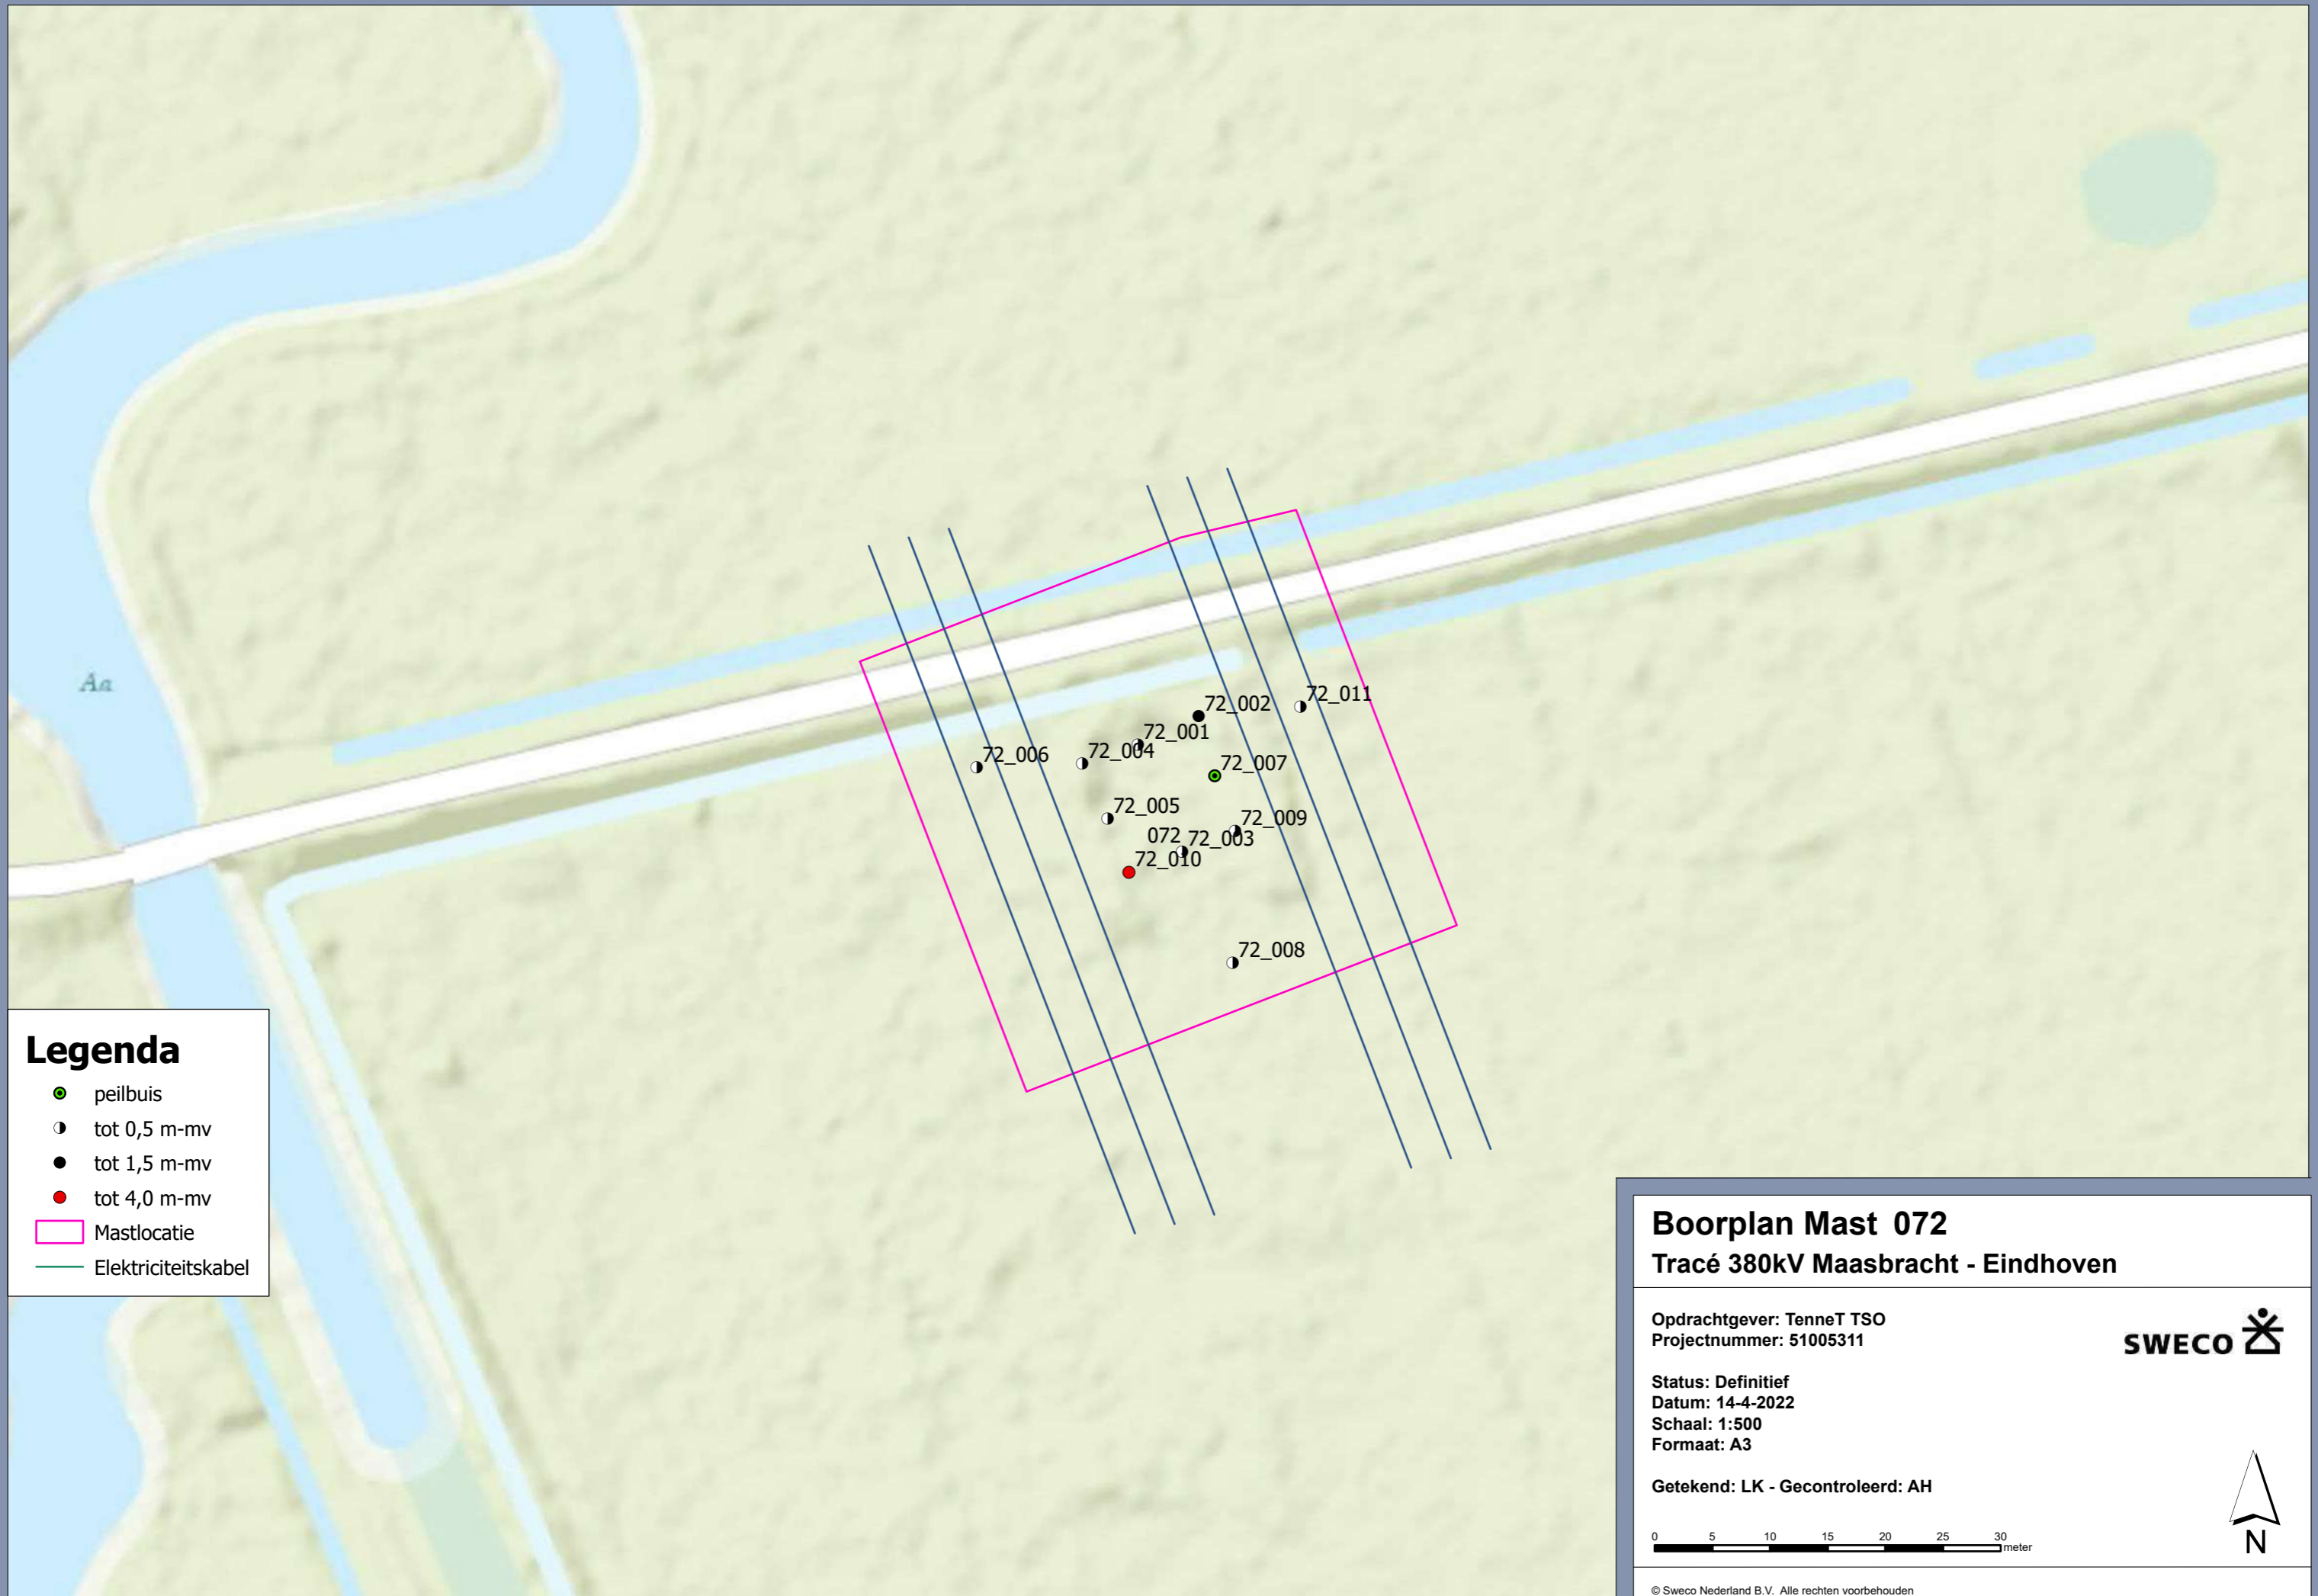 Aa
72_002
72_011
72_001
72_004
72_006
72_007
72_005
72_009
072
72_003
72_010
72_008
Legenda
peilbuis
tot 0,5 m-mv
tot 1,5 m-mv
tot 4,0 m-mv
Mastlocatie
Elektriciteitskabel
Boorplan Mast 072
Tracé 380kV Maasbracht - Eindhoven
Opdrachtgever: TenneT TSO
Projectnummer: 51005311
SWECO
Status: Definitief
Datum: 14-4-2022
Schaal: 1:500
Formaat: A3
Getekend: LK - Gecontroleerd: AH
0 5 10 15 20 25 30
meter
N
© Sweco Nederland B.V. Alle rechten voorbehouden